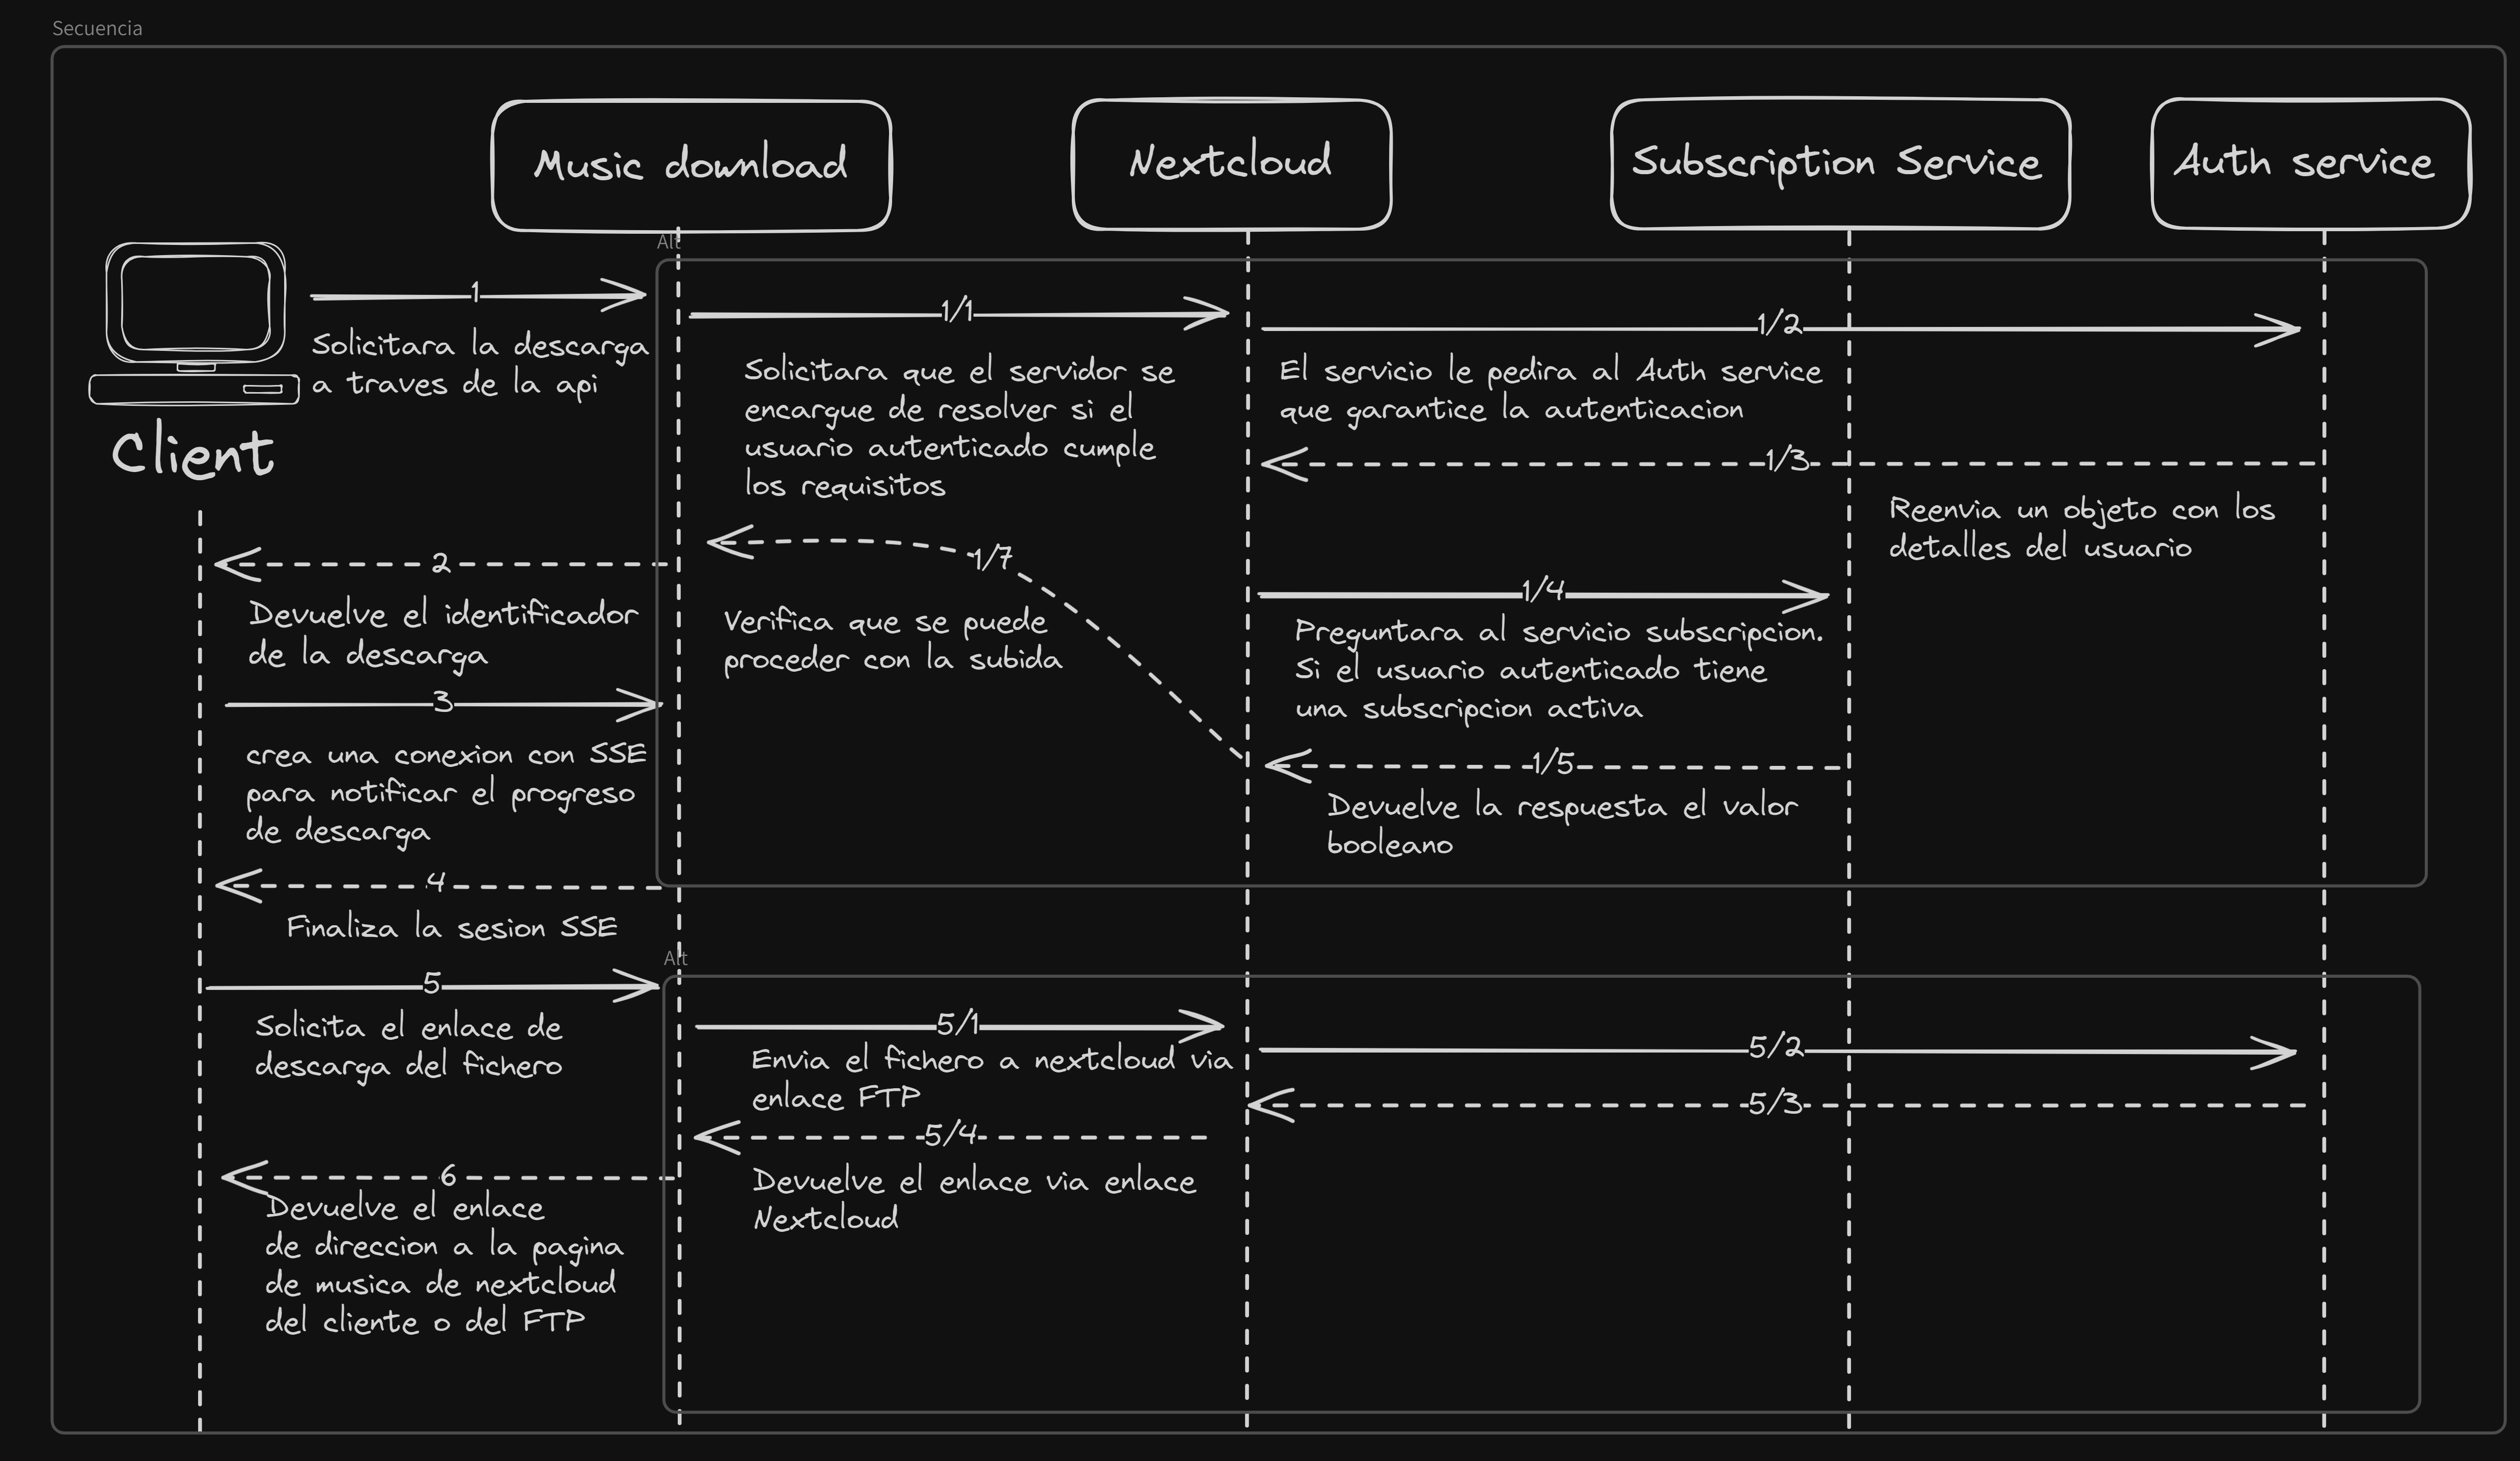 Secuencia
Music download
Nextcloud
Subscription Service
Auth service
Alt
1
Solicitara la descarga
a traves de la api
Client
1/1
Solicitara que el servidor se
encargue de resolver si el
usuario autenticado cumple
los requisitos
1/2
El servicio le pedira al Auth service
que garantice la autenticacion
1/3
Reenvia un objeto con los
detalles del usuario
2
Devuelve el identificador
de la descarga
1/7
Verifica que se puede
proceder con la subida
1/4
Preguntara al servicio subscripcion.
Si el usuario autenticado tiene
una subscripcion activa
3
crea una conexion con SSE
para notificar el progreso
de descarga
1/5
Devuelve la respuesta el valor
booleano
4
Finaliza la sesion SSE
Alt
5
Solicita el enlace de
descarga del fichero
5/1
Envia el fichero a nextcloud via
enlace FTP
5/2
5/3
5/4
Devuelve el enlace via enlace
Nextcloud
6
Devuelve el enlace
de direccion a la pagina
de musica de nextcloud
del cliente o del FTP